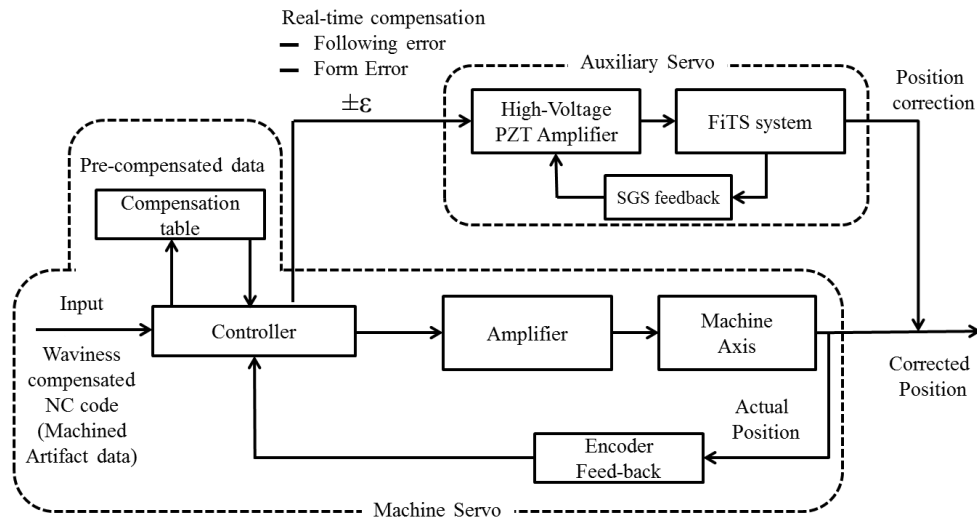 Real-time compensation
Following error
Form Error
±ε
Auxiliary Servo
High-Voltage
PZT Amplifier
FiTS system
SGS feedback
Position
correction
Pre-compensated data
Compensation
table
Input
Waviness
compensated
NC code
(Machined
Artifact data)
Controller
Amplifier
Machine
Axis
Corrected
Position
Actual
Position
Encoder
Feed-back
Machine Servo